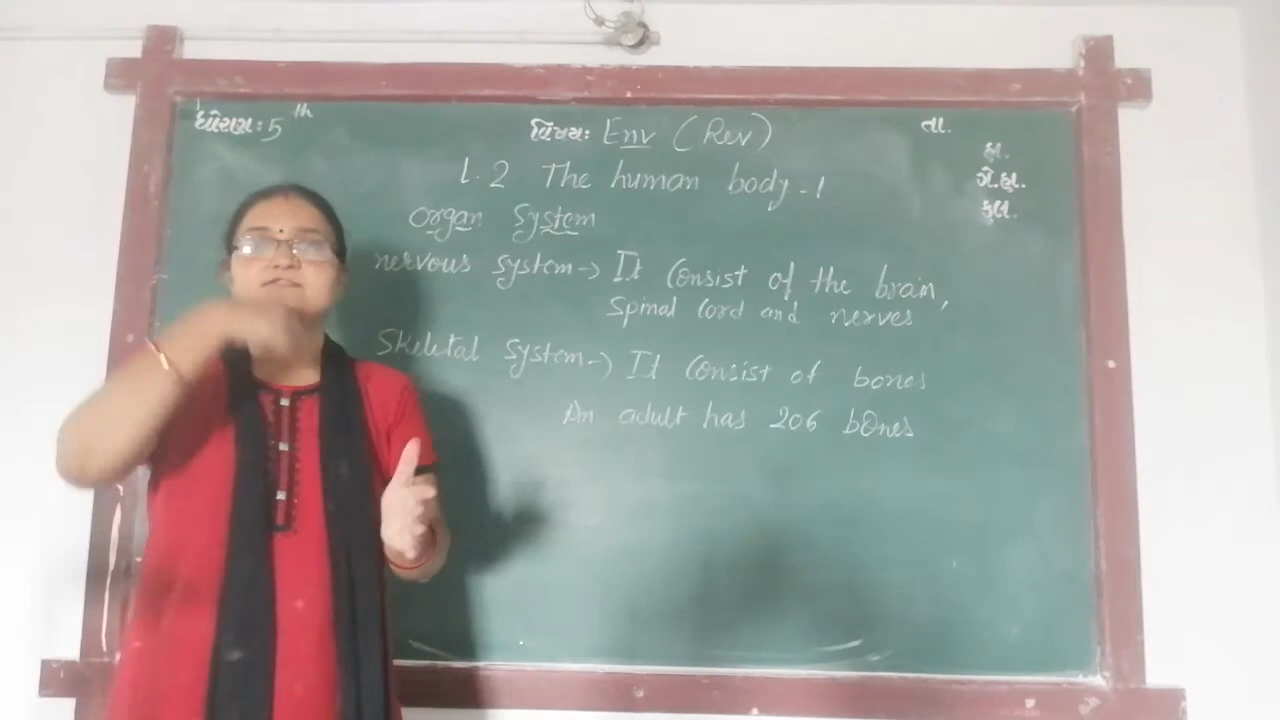 ધોરણ: 5th
વિષય: Env (Rev)
તા.
હા.
ગે.હા.
કુલ.
L.2 The human body-1
Organ System
nervous system→ It Consist of the brain,
Spinal Cord and nerves
Skeletal System→ It Consist of bones
An adult has 206 bones